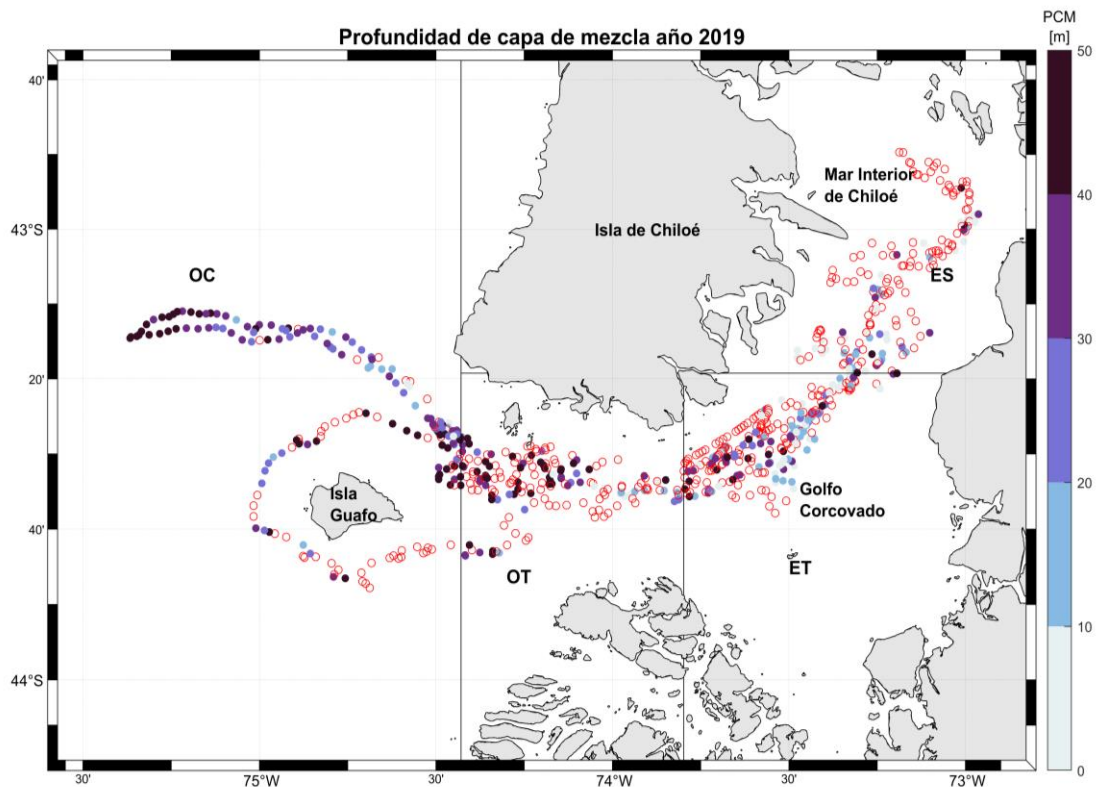 PCM
[m]
Profundidad de capa de mezcla año 2019
50
40
30
20
10
0
40'
43°S
20'
40'
44°S
Mar Interior
de Chiloé
Isla de Chiloé
OC
ES
Isla
Guafo
Golfo
Corcovado
OT
ET
30'
75°W
30'
74°W
30'
73°W